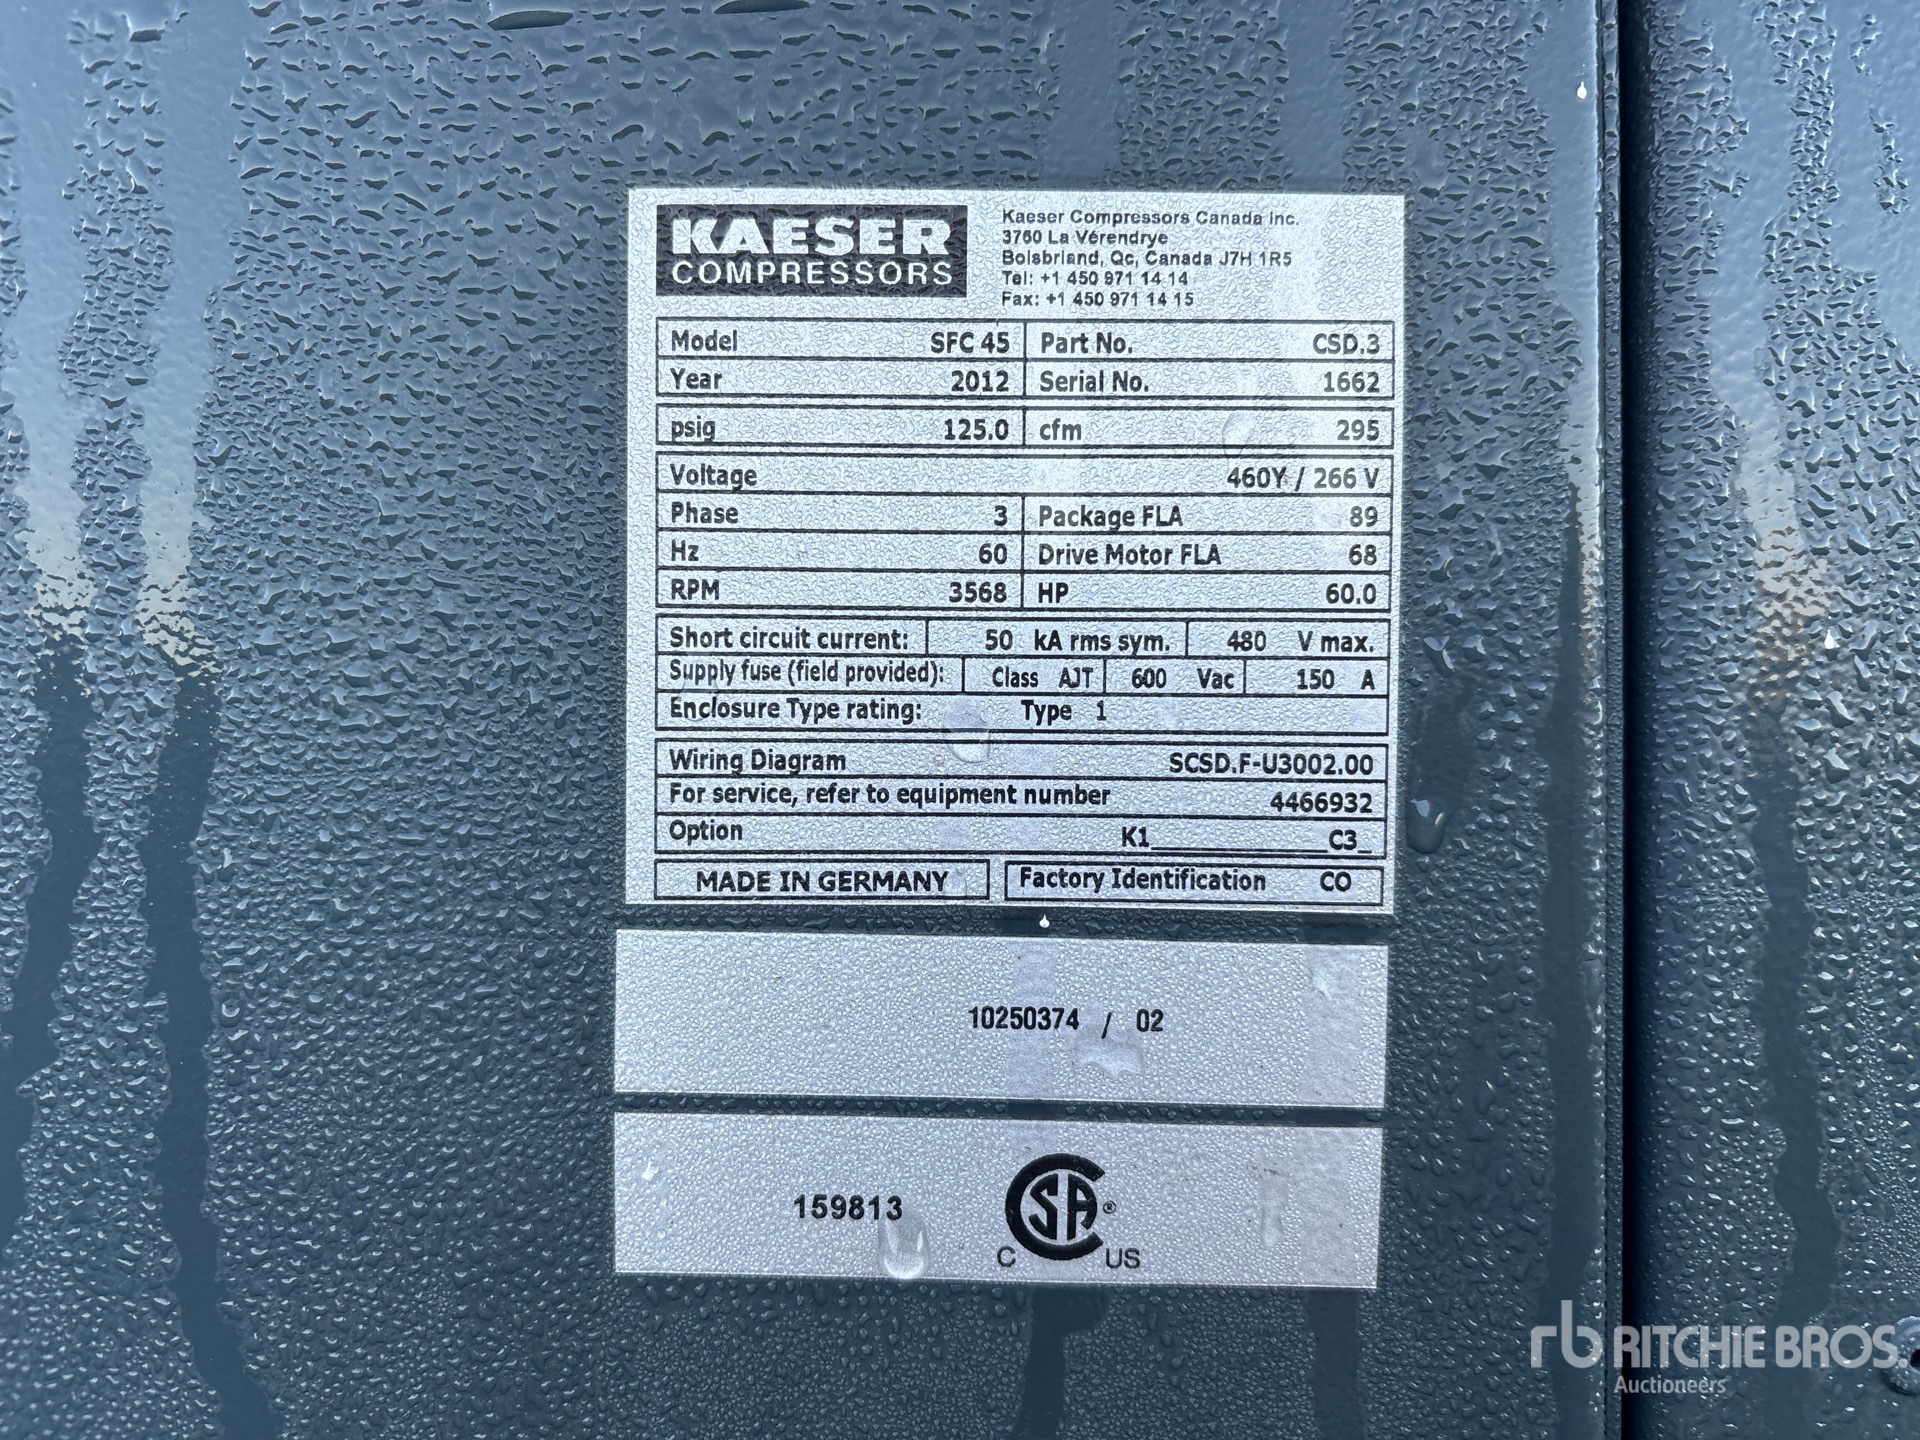 KAESER
COMPRESSORS
Kaeser Compressors Canada Inc.
3760 La Vérendrye
Boisbriand, Qc, Canada J7H 1R5
Tel: +1 450 971 14 14
Fax: +1 450 971 14 15
Model SFC 45 Part No. CSD.3
Year 2012 Serial No. 1662
psig 125.0 cfm 295
Voltage 460Y / 266 V
Phase 3 Package FLA 89
Hz 60 Drive Motor FLA 68
RPM 3568 HP 60.0
Short circuit current: 50 kA rms sym. 480 V max.
Supply fuse (field provided): Class AJT 600 Vac 150 A
Enclosure Type rating: Type 1
Wiring Diagram SCSD.F-U3002.00
For service, refer to equipment number 4466932
Option K1__________C3_
MADE IN GERMANY Factory Identification CO
10250374 / 02
159813 CSA ®
C US
rb RITCHIE BROS.
Auctioneers